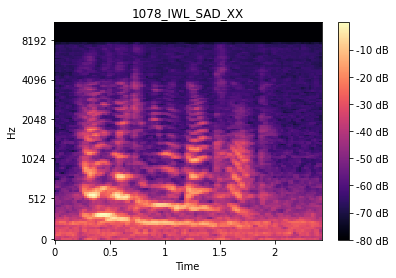 1078_IWL_SAD_XX
8192
4096
2048
1024
512
0
Hz
0
0.5
1
1.5
2
Time
-10 dB
-20 dB
-30 dB
-40 dB
-50 dB
-60 dB
-70 dB
-80 dB